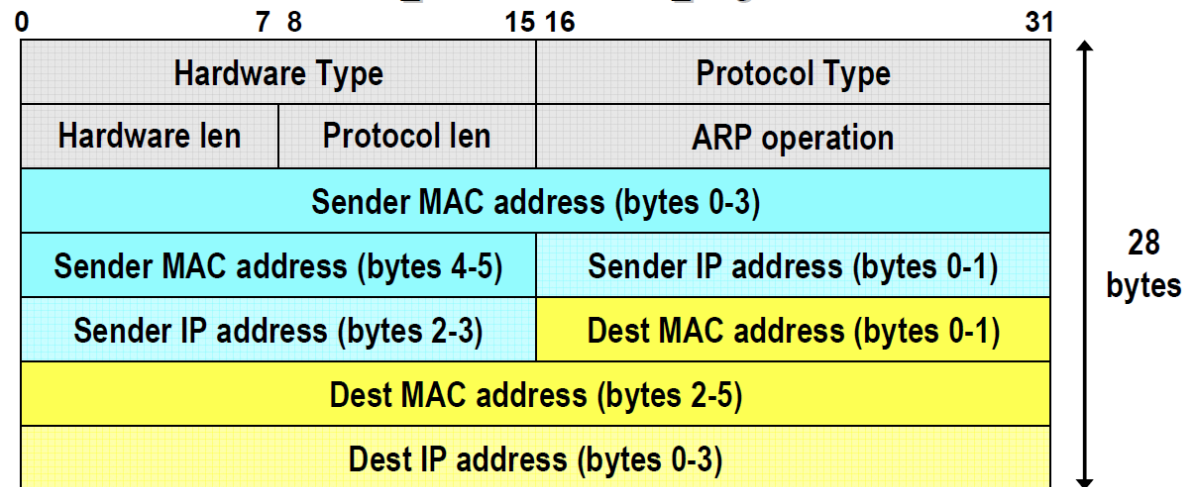 0 7 8 15 16 31
Hardware Type Protocol Type
Hardware len Protocol len ARP operation
Sender MAC address (bytes 0-3)
Sender MAC address (bytes 4-5) Sender IP address (bytes 0-1)
Sender IP address (bytes 2-3) Dest MAC address (bytes 0-1)
Dest MAC address (bytes 2-5)
Dest IP address (bytes 0-3)
28
bytes